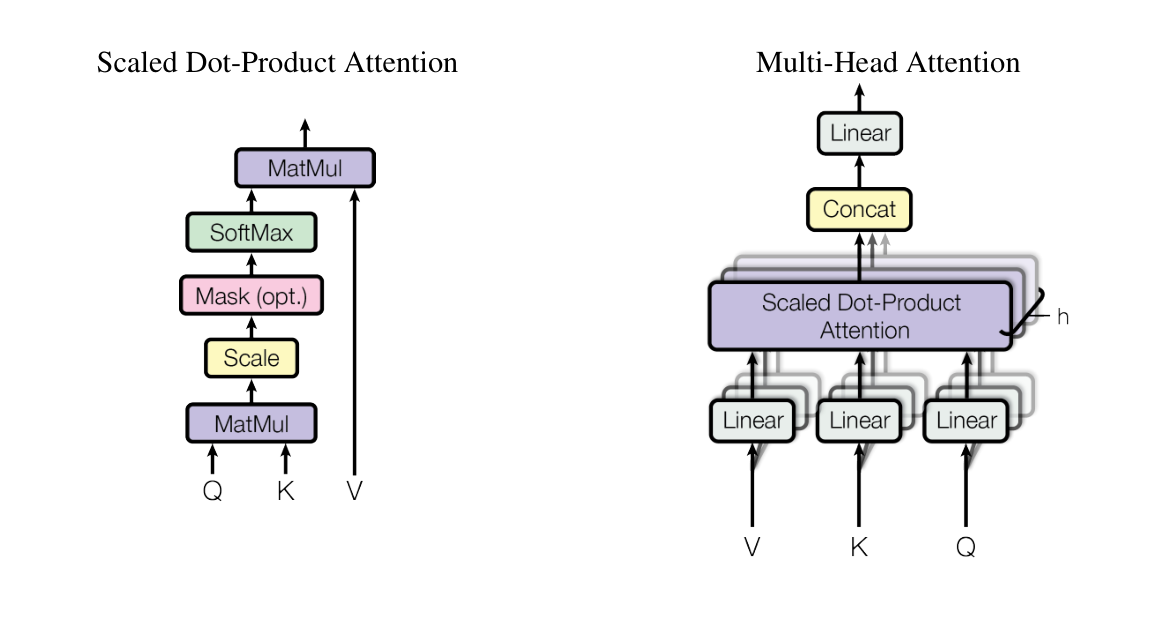 Scaled Dot-Product Attention
MatMul
SoftMax
Mask (opt.)
Scale
MatMul
Q K V
Multi-Head Attention
Linear
Concat
Scaled Dot-Product
Attention
h
Linear Linear Linear
V K Q